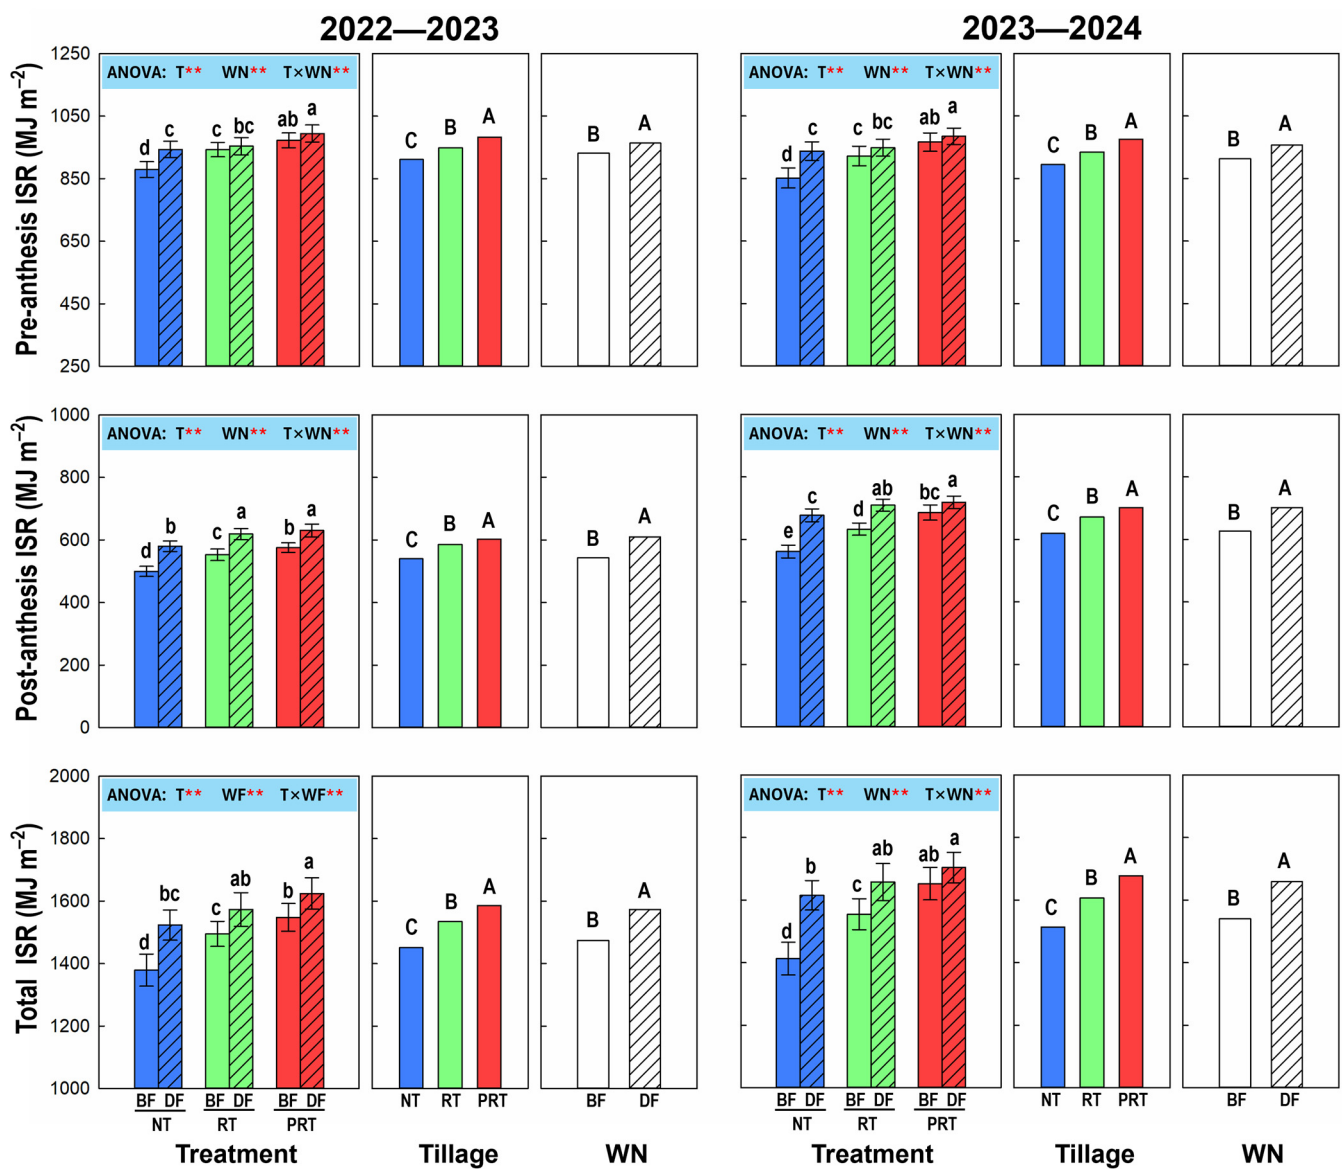 2022—2023
2023—2024
Pre-anthesis ISR (MJ m⁻²)
1250
1050
850
650
450
250
ANOVA: T** WN** T×WN**
d c c bc ab a
C B A
B A
ANOVA: T** WN** T×WN**
d c c bc ab a
C B A
B A
Post-anthesis ISR (MJ m⁻²)
1000
800
600
400
200
0
ANOVA: T** WN** T×WN**
d b c a b a
C B A
B A
ANOVA: T** WN** T×WN**
e c d ab bc a
C B A
B A
Total ISR (MJ m⁻²)
2000
1800
1600
1400
1200
1000
ANOVA: T** WF** T×WF**
d bc c ab b a
C B A
B A
ANOVA: T** WN** T×WN**
d b c ab ab a
C B A
B A
BF DF BF DF BF DF
NT RT PRT
NT RT PRT
BF DF
BF DF BF DF BF DF
NT RT PRT
NT RT PRT
BF DF
Treatment Tillage WN
Treatment Tillage WN